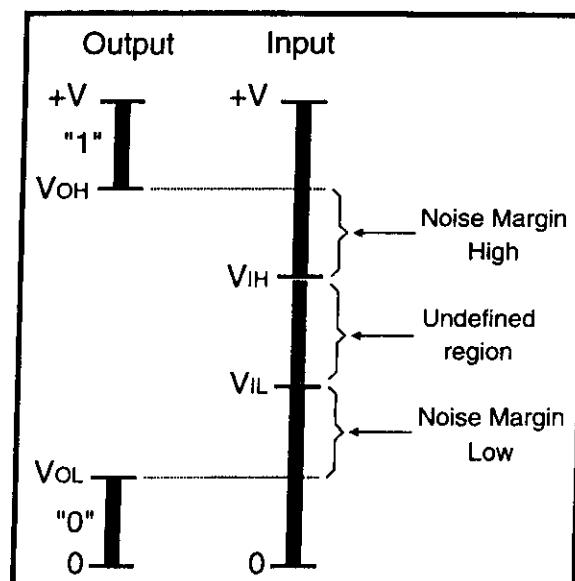 Output Input
+V +V
"1"
VOH
Noise Margin
High
VIH
Undefined
region
VIL
Noise Margin
Low
VOL
"0"
0 0